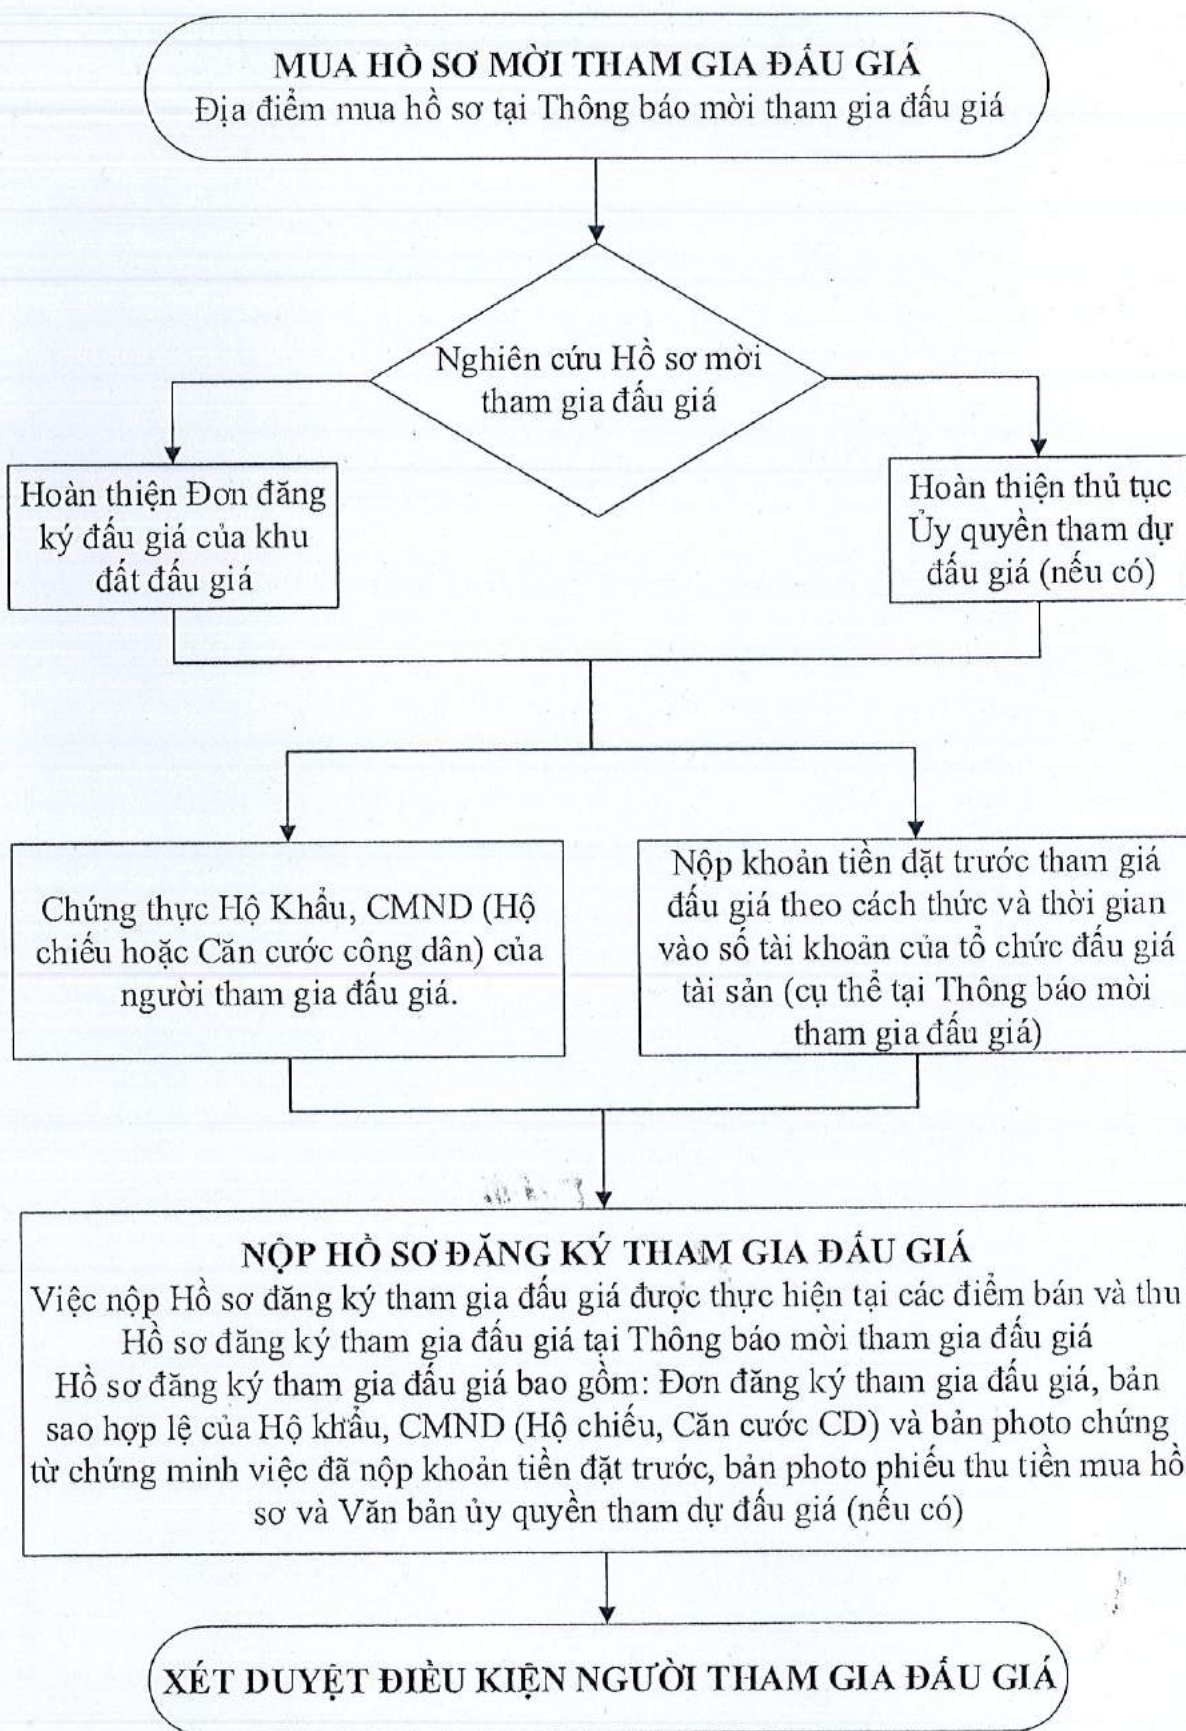 MUA HỒ SƠ MỜI THAM GIA ĐẤU GIÁ
Địa điểm mua hồ sơ tại Thông báo mời tham gia đấu giá
Nghiên cứu Hồ sơ mời
tham gia đấu giá
Hoàn thiện Đơn đăng
ký đấu giá của khu
đất đấu giá
Hoàn thiện thủ tục
Ủy quyền tham dự
đấu giá (nếu có)
Chứng thực Hộ Khẩu, CMND (Hộ
chiếu hoặc Căn cước công dân) của
người tham gia đấu giá.
Nộp khoản tiền đặt trước tham giá
đấu giá theo cách thức và thời gian
vào số tài khoản của tổ chức đấu giá
tài sản (cụ thể tại Thông báo mời
tham gia đấu giá)
NỘP HỒ SƠ ĐĂNG KÝ THAM GIA ĐẤU GIÁ
Việc nộp Hồ sơ đăng ký tham gia đấu giá được thực hiện tại các điểm bán và thu
Hồ sơ đăng ký tham gia đấu giá tại Thông báo mời tham gia đấu giá
Hồ sơ đăng ký tham gia đấu giá bao gồm: Đơn đăng ký tham gia đấu giá, bản
sao hợp lệ của Hộ khẩu, CMND (Hộ chiếu, Căn cước CD) và bản photo chứng
từ chứng minh việc đã nộp khoản tiền đặt trước, bản photo phiếu thu tiền mua hồ
sơ và Văn bản ủy quyền tham dự đấu giá (nếu có)
XÉT DUYỆT ĐIỀU KIỆN NGƯỜI THAM GIA ĐẤU GIÁ